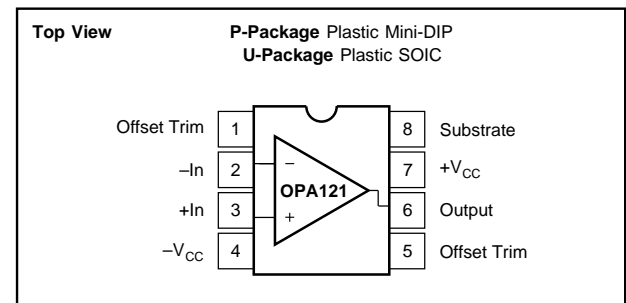 Top View P-Package Plastic Mini-DIP
U-Package Plastic SOIC
Offset Trim 1 8 Substrate
–In 2 – 7 +VCC
OPA121
+In 3 + 6 Output
–VCC 4 5 Offset Trim